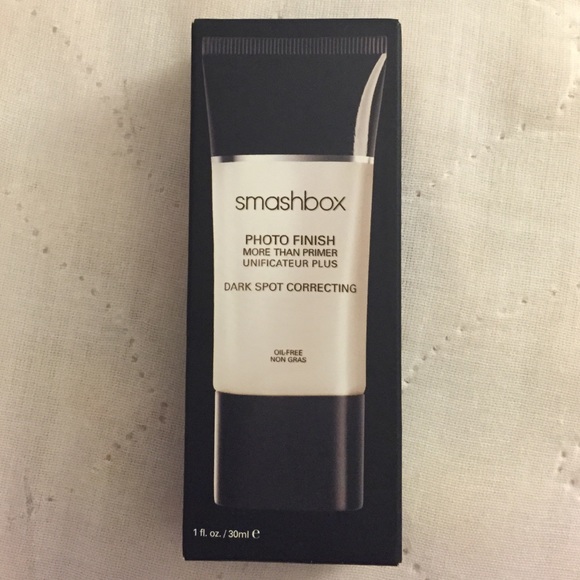 smashbox
PHOTO FINISH
MORE THAN PRIMER
UNIFICATEUR PLUS
DARK SPOT CORRECTING
OIL-FREE
NON GRAS
1 fl. oz. / 30ml ℮